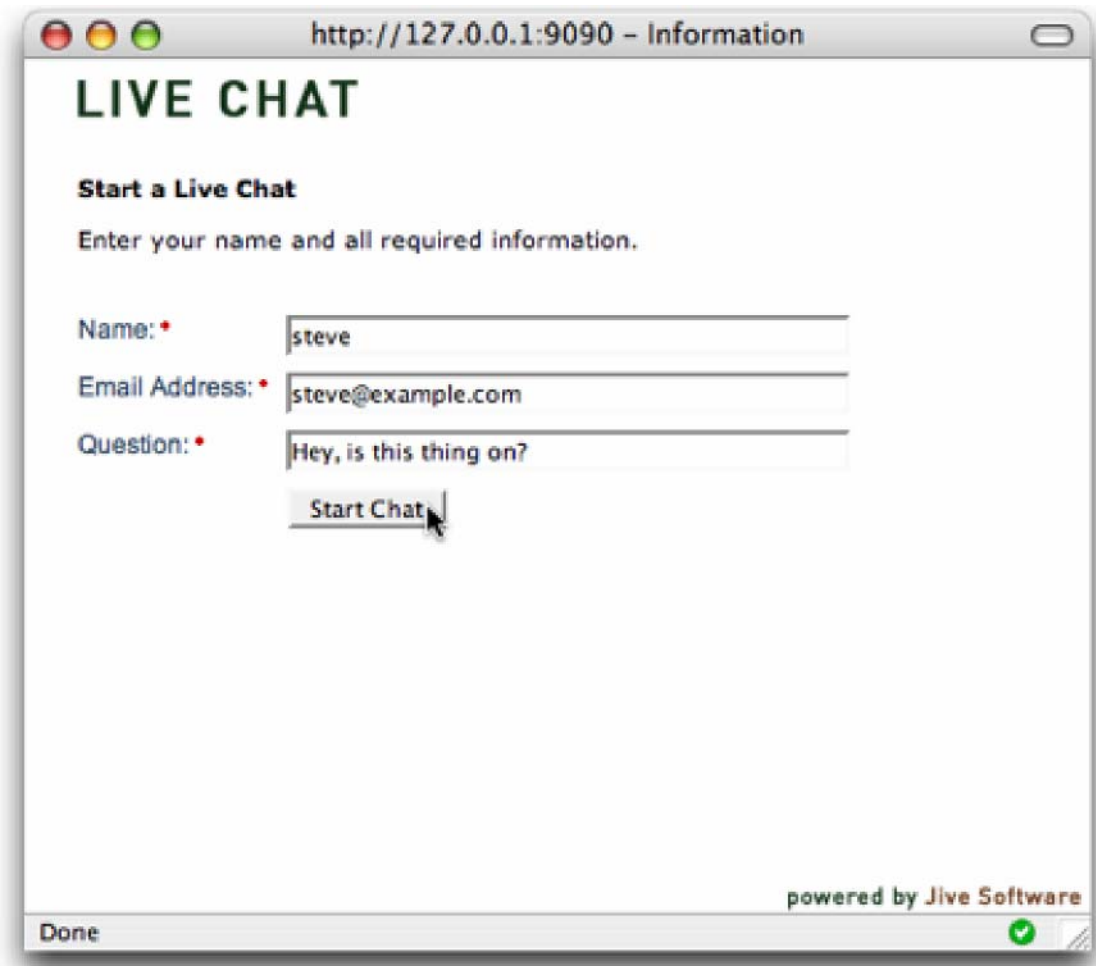 http://127.0.0.1:9090 – Information
LIVE CHAT
Start a Live Chat
Enter your name and all required information.
Name: •
steve
Email Address: •
steve@example.com
Question: •
Hey, is this thing on?
Start Chat
powered by Jive Software
Done